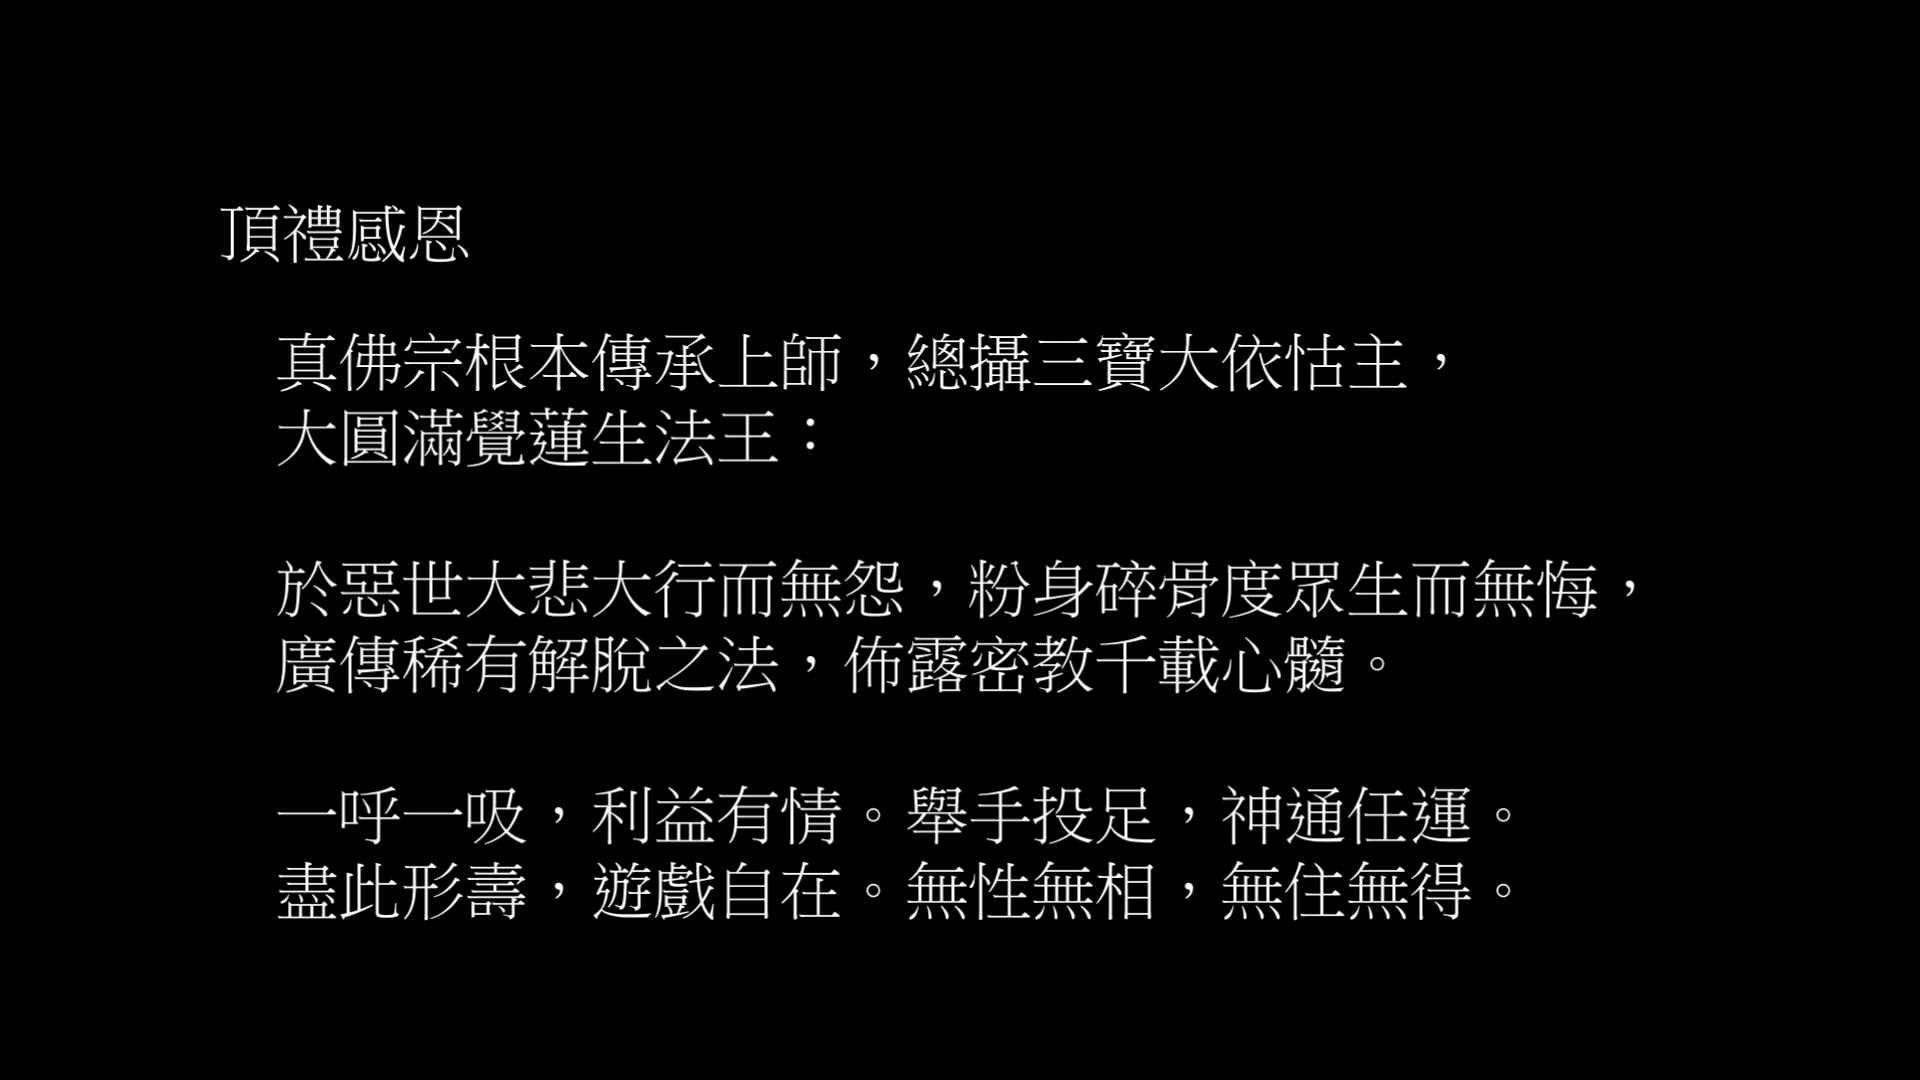 頂禮感恩
真佛宗根本傳承上師，總攝三寶大依怙主，
大圓滿覺蓮生法王：
於惡世大悲大行而無怨，粉身碎骨度眾生而無悔，
廣傳稀有解脫之法，佈露密教千載心髓。
一呼一吸，利益有情。舉手投足，神通任運。
盡此形壽，遊戲自在。無性無相，無住無得。